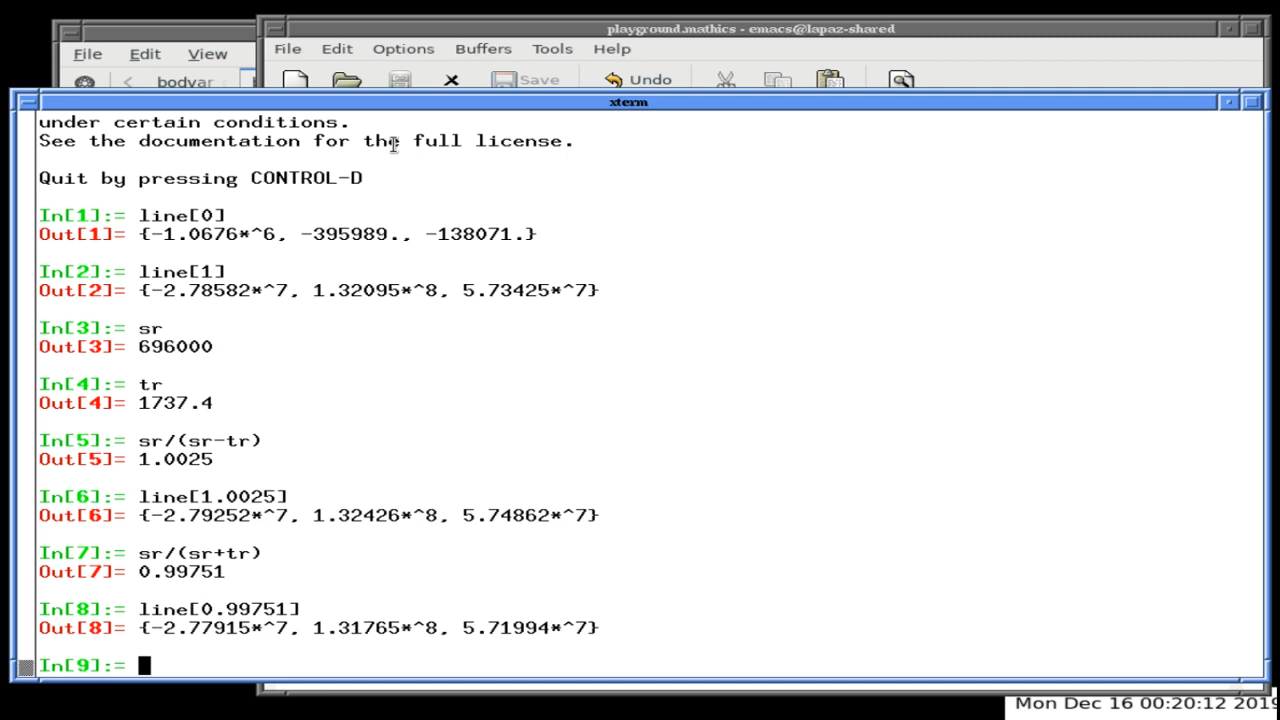 playground.mathics - emacs@lapaz-shared
File Edit View
File Edit Options Buffers Tools Help
bodyvar
Save Undo
xterm
under certain conditions.
See the documentation for the full license.
Quit by pressing CONTROL-D
In[1]:= line[0]
Out[1]= {-1.0676*^6, -395989., -138071.}
In[2]:= line[1]
Out[2]= {-2.78582*^7, 1.32095*^8, 5.73425*^7}
In[3]:= sr
Out[3]= 696000
In[4]:= tr
Out[4]= 1737.4
In[5]:= sr/(sr-tr)
Out[5]= 1.0025
In[6]:= line[1.0025]
Out[6]= {-2.79252*^7, 1.32426*^8, 5.74862*^7}
In[7]:= sr/(sr+tr)
Out[7]= 0.99751
In[8]:= line[0.99751]
Out[8]= {-2.77915*^7, 1.31765*^8, 5.71994*^7}
In[9]:=
Mon Dec 16 00:20:12 2019